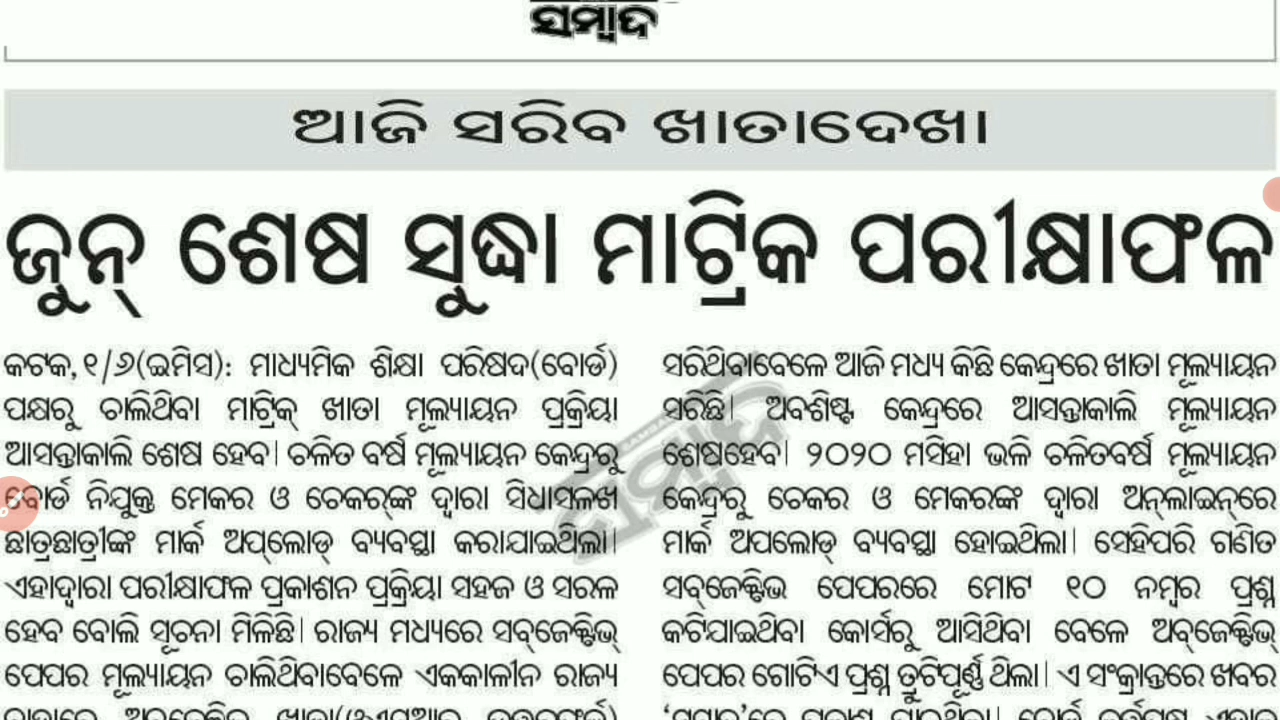 ସମ୍ବାଦ
ଆଜି ସରିବ ଖାତାଦେଖା
ଜୁନ୍ ଶେଷ ସୁଦ୍ଧା ମାଟ୍ରିକ ପରୀକ୍ଷାଫଳ
କଟକ,୧/୬(ଇମିସ): ମାଧ୍ୟମିକ ଶିକ୍ଷା ପରିଷଦ(ବୋର୍ଡ)
ପକ୍ଷରୁ ଚାଲିଥିବା ମାଟ୍ରିକ୍ ଖାତା ମୂଲ୍ୟାୟନ ପ୍ରକ୍ରିୟା
ଆସନ୍ତାକାଲି ଶେଷ ହେବ। ଚଳିତ ବର୍ଷ ମୂଲ୍ୟାୟନ କେନ୍ଦ୍ରରୁ
ବୋର୍ଡ ନିଯୁକ୍ତ ମେକର ଓ ଚେକର୍‌ଙ୍କ ଦ୍ୱାରା ସିଧାସଳଖ
ଛାତ୍ରଛାତ୍ରୀଙ୍କ ମାର୍କ ଅପ୍‌ଲୋଡ୍ ବ୍ୟବସ୍ଥା କରାଯାଇଥିଲା।
ଏହାଦ୍ୱାରା ପରୀକ୍ଷାଫଳ ପ୍ରକାଶନ ପ୍ରକ୍ରିୟା ସହଜ ଓ ସରଳ
ହେବ ବୋଲି ସୂଚନା ମିଳିଛି। ରାଜ୍ୟ ମଧ୍ୟରେ ସବ୍‌ଜେକ୍ଟିଭ୍
ପେପର ମୂଲ୍ୟାୟନ ଚାଲିଥିବାବେଳେ ଏକକାଳୀନ ରାଜ୍ୟ
ସରିଥିବାବେଳେ ଆଜି ମଧ୍ୟ କିଛି କେନ୍ଦ୍ରରେ ଖାତା ମୂଲ୍ୟାୟନ
ସରିଛି। ଅବଶିଷ୍ଟ କେନ୍ଦ୍ରରେ ଆସନ୍ତାକାଲି ମୂଲ୍ୟାୟନ
ଶେଷହେବ। ୨୦୨୦ ମସିହା ଭଳି ଚଳିତବର୍ଷ ମୂଲ୍ୟାୟନ
କେନ୍ଦ୍ରରୁ ଚେକର ଓ ମେକରଙ୍କ ଦ୍ୱାରା ଅନ୍‌ଲାଇନ୍‌ରେ
ମାର୍କ ଅପଲୋଡ୍ ବ୍ୟବସ୍ଥା ହୋଇଥିଲା। ସେହିପରି ଗଣିତ
ସବ୍‌ଜେକ୍ଟିଭ ପେପରରେ ମୋଟ ୧୦ ନମ୍ବର ପ୍ରଶ୍ନ
କଟିଯାଇଥିବା କୋର୍ସରୁ ଆସିଥିବା ବେଳେ ଅବ୍‌ଜେକ୍ଟିଭ୍
ପେପର ଗୋଟିଏ ପ୍ରଶ୍ନ ତ୍ରୁଟିପୂର୍ଣ୍ଣ ଥିଲା। ଏ ସଂକ୍ରାନ୍ତରେ ଖବର